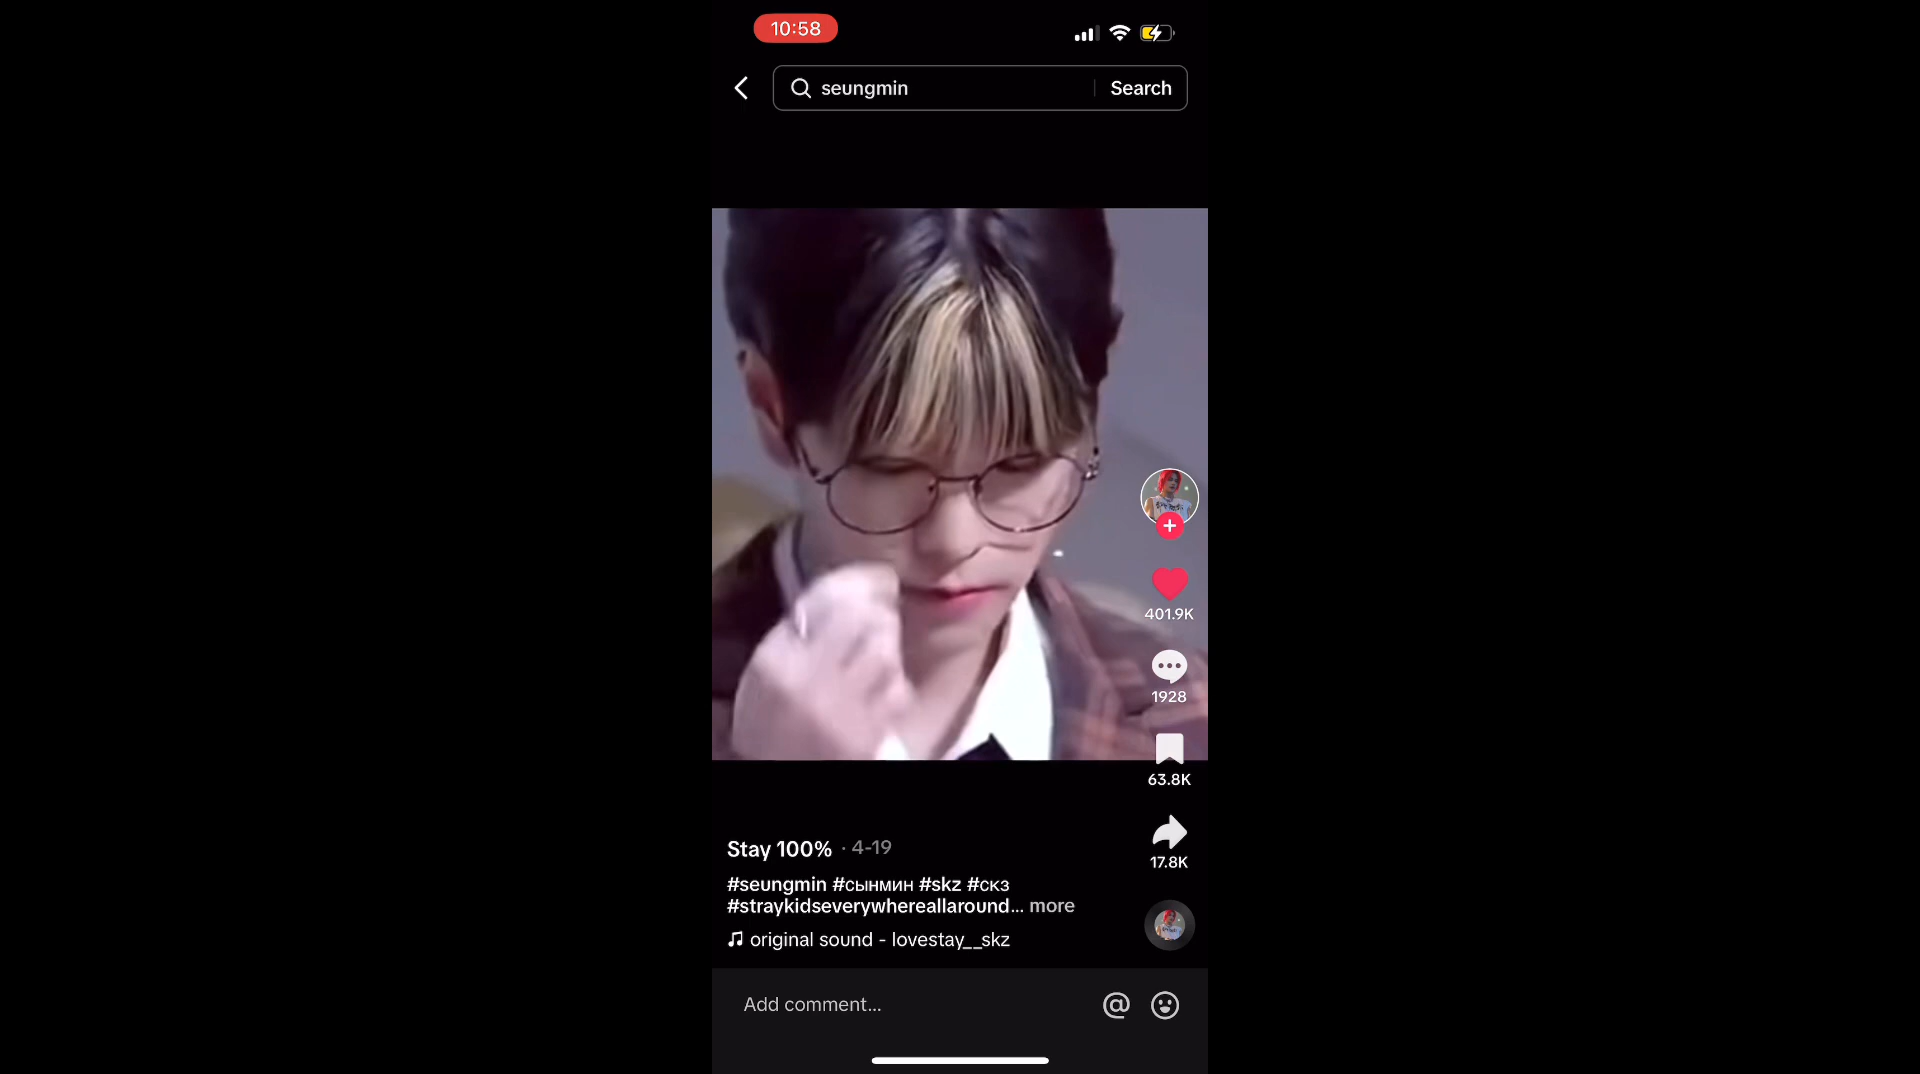 10:58
seungmin
Search
401.9K
1928
63.8K
17.8K
Stay 100% · 4-19
#seungmin #сынмин #skz #скз
#straykidseverywhereallaround... more
original sound - lovestay__skz
Add comment...
@